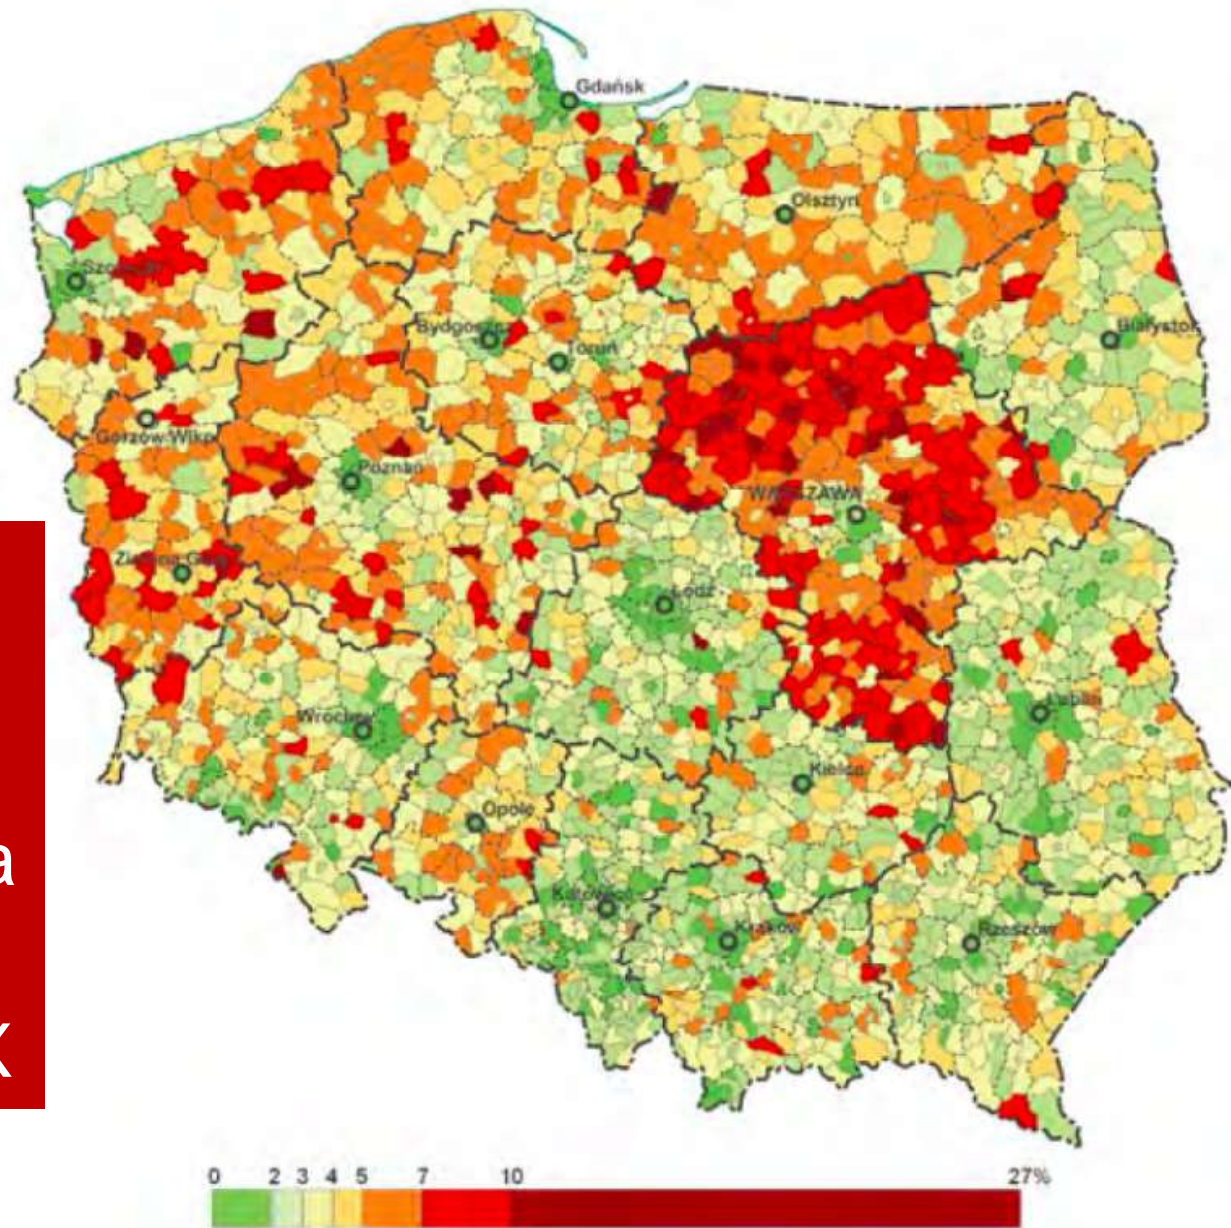 Gdańsk
Olsztyn
Szczecin
Białystok
Bydgoszcz
Toruń
Gorzów Wlkp
Poznań
WARSZAWA
Zielona Góra
Łódź
Wrocław
Lublin
Kielce
Opole
a
Katowice
Kraków
Rzeszów
K
0 2 3 4 5 7 10 27%